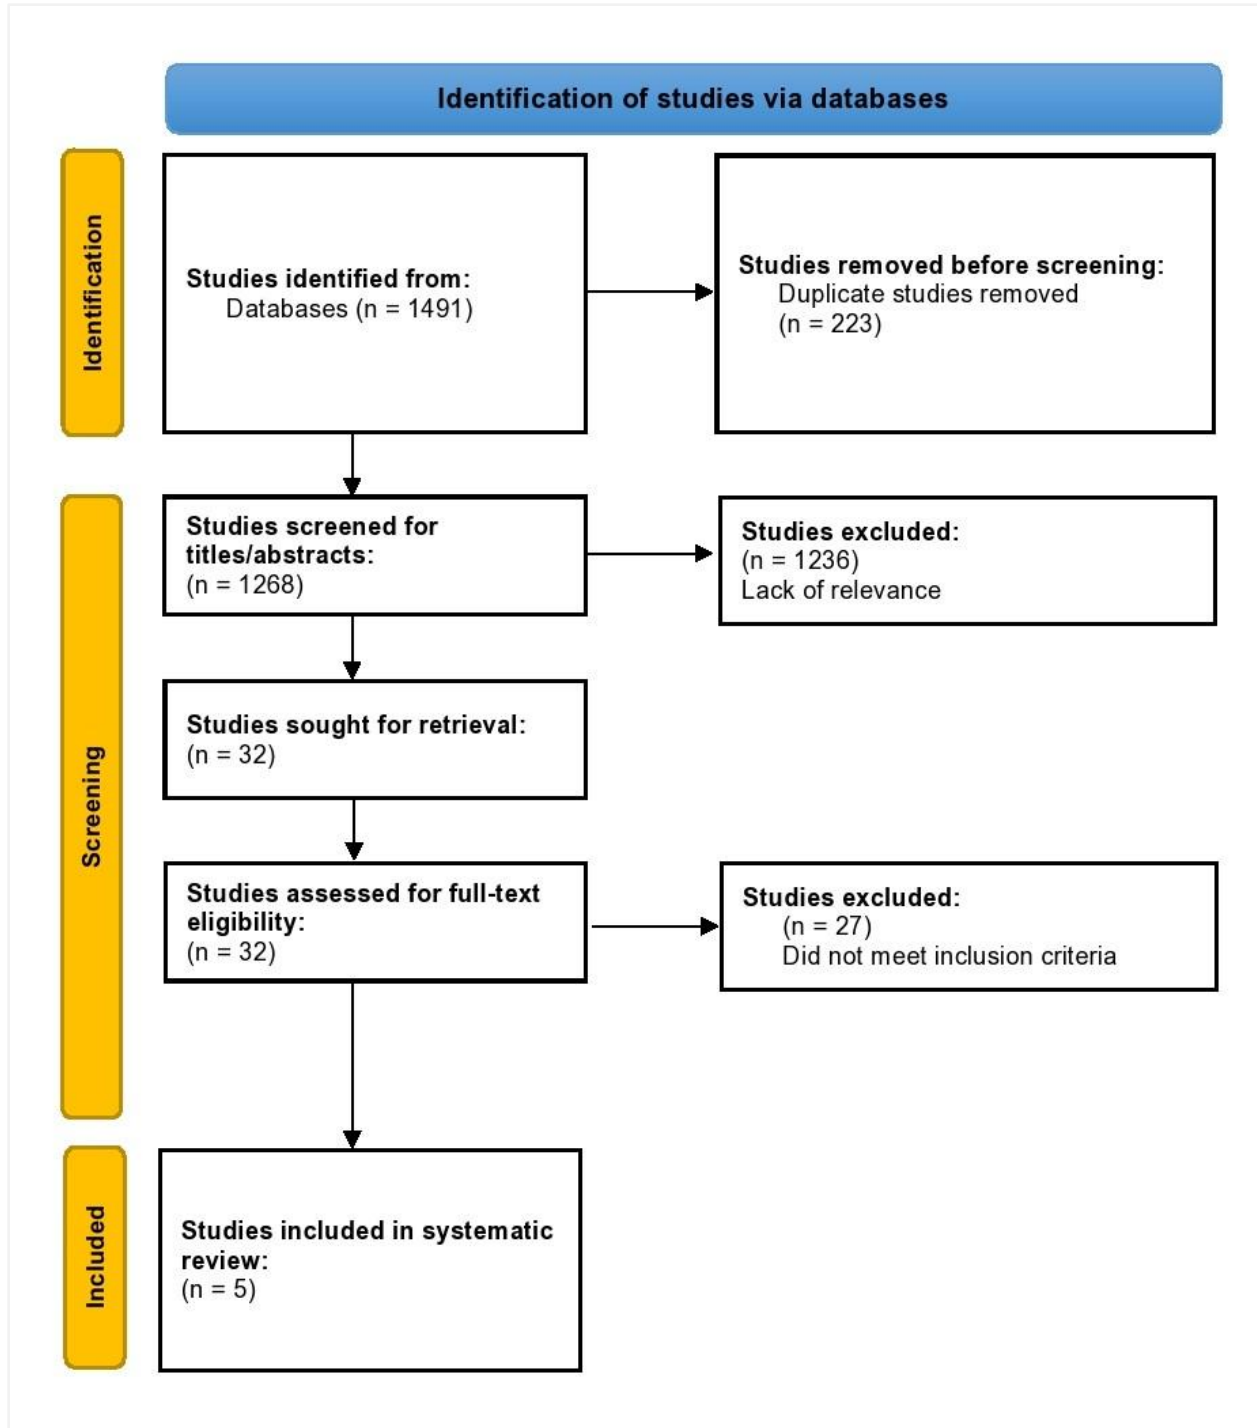 Identification of studies via databases
Identification
Studies identified from:
Databases (n = 1491)
Studies removed before screening:
Duplicate studies removed
(n = 223)
Screening
Studies screened for
titles/abstracts:
(n = 1268)
Studies excluded:
(n = 1236)
Lack of relevance
Studies sought for retrieval:
(n = 32)
Studies assessed for full-text
eligibility:
(n = 32)
Studies excluded:
(n = 27)
Did not meet inclusion criteria
Included
Studies included in systematic
review:
(n = 5)